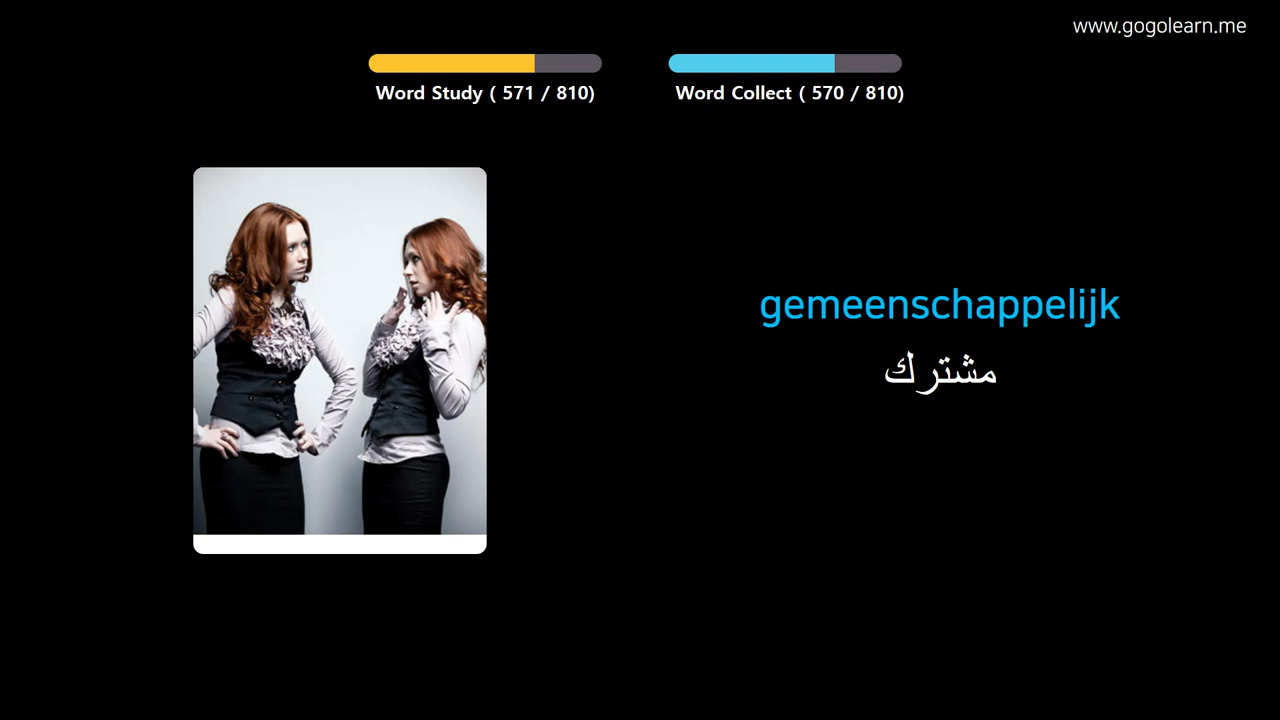 www.gogolearn.me
Word Study ( 571 / 810)
Word Collect ( 570 / 810)
gemeenschappelijk
مشترك